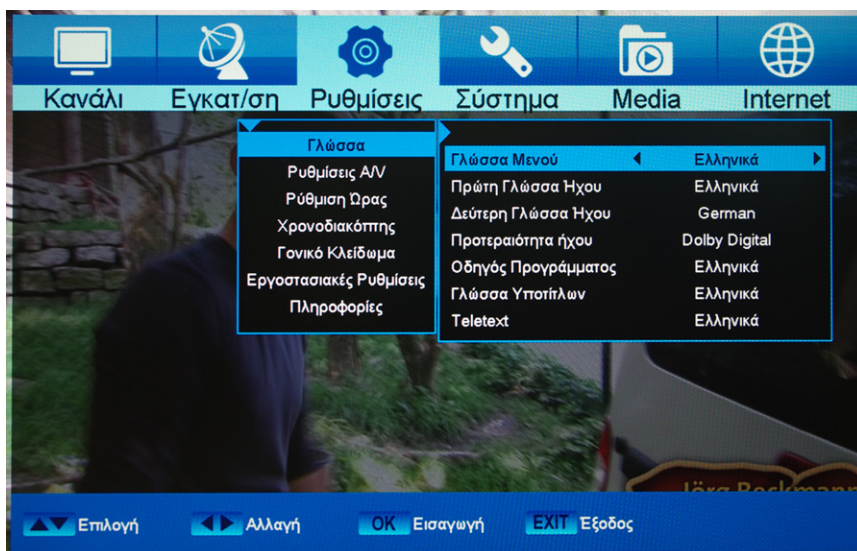 Κανάλι Εγκατ/ση Ρυθμίσεις Σύστημα Media Internet
Γλώσσα
Ρυθμίσεις A/V
Ρύθμιση Ώρας
Χρονοδιακόπτης
Γονικό Κλείδωμα
Εργοστασιακές Ρυθμίσεις
Πληροφορίες
Γλώσσα Μενού Ελληνικά
Πρώτη Γλώσσα Ήχου Ελληνικά
Δεύτερη Γλώσσα Ήχου German
Προτεραιότητα ήχου Dolby Digital
Οδηγός Προγράμματος Ελληνικά
Γλώσσα Υποτίτλων Ελληνικά
Teletext Ελληνικά
Jörg Beckmann
Επιλογή Αλλαγή OK Εισαγωγή EXIT Έξοδος